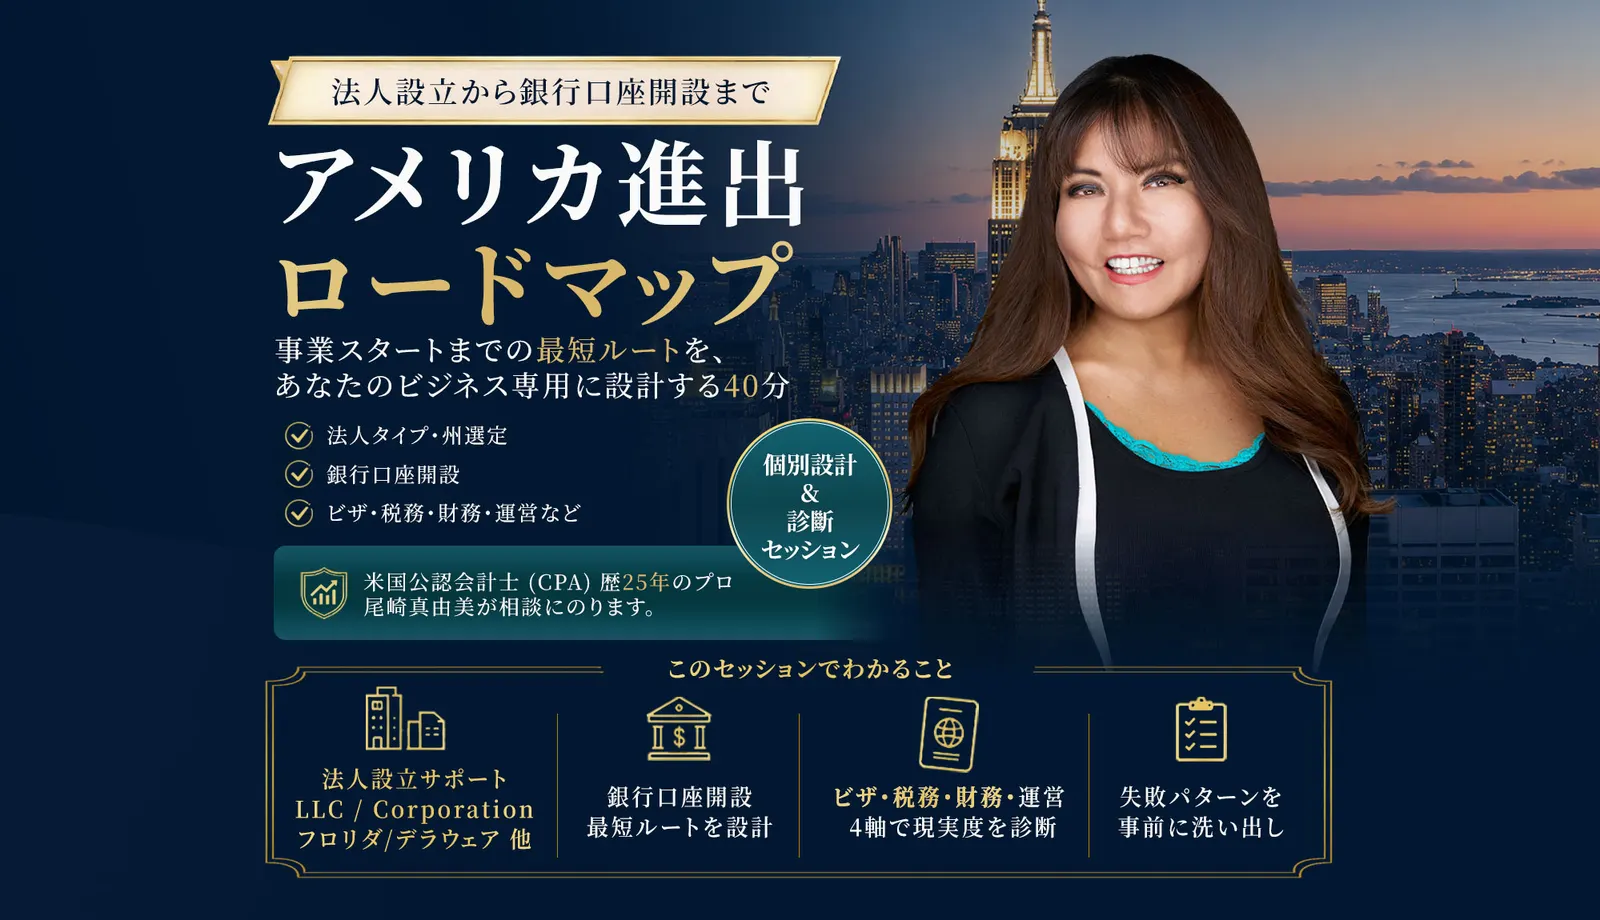 法人設立から銀行口座開設まで
アメリカ進出
ロードマップ
事業スタートまでの最短ルートを、
あなたのビジネス専用に設計する40分
法人タイプ・州選定
銀行口座開設
ビザ・税務・財務・運営など
個別設計
&
診断
セッション
米国公認会計士 (CPA) 歴25年のプロ
尾崎真由美が相談にのります。
このセッションでわかること
法人設立サポート
LLC / Corporation
フロリダ/デラウェア 他
銀行口座開設
最短ルートを設計
ビザ・税務・財務・運営
4軸で現実度を診断
失敗パターンを
事前に洗い出し